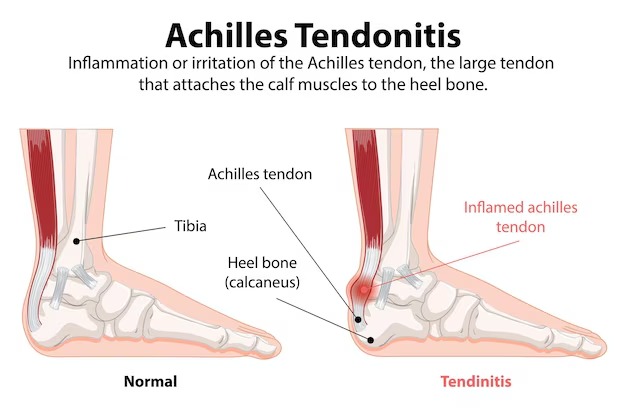 Achilles Tendonitis
Inflammation or irritation of the Achilles tendon, the large tendon
that attaches the calf muscles to the heel bone.
Achilles tendon
Tibia
Inflamed achilles
tendon
Heel bone
(calcaneus)
Normal
Tendinitis